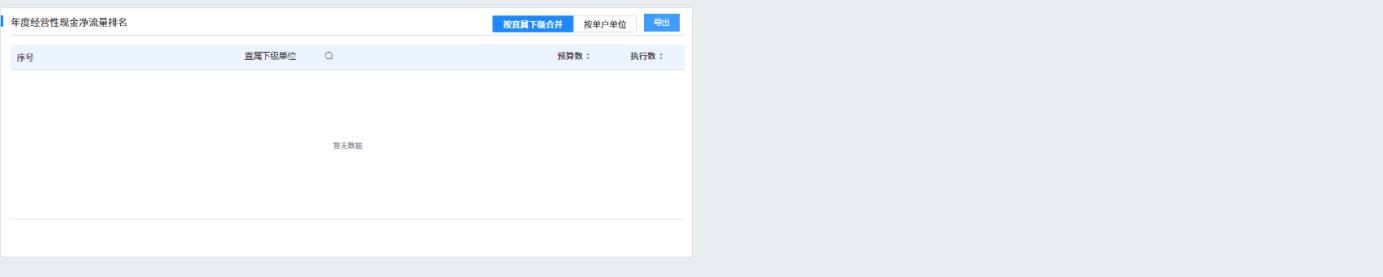 年度经营性现金净流量排名 按直属下级合并 按单户单位 导出
序号 直属下级单位 预算数 执行数
暂无数据